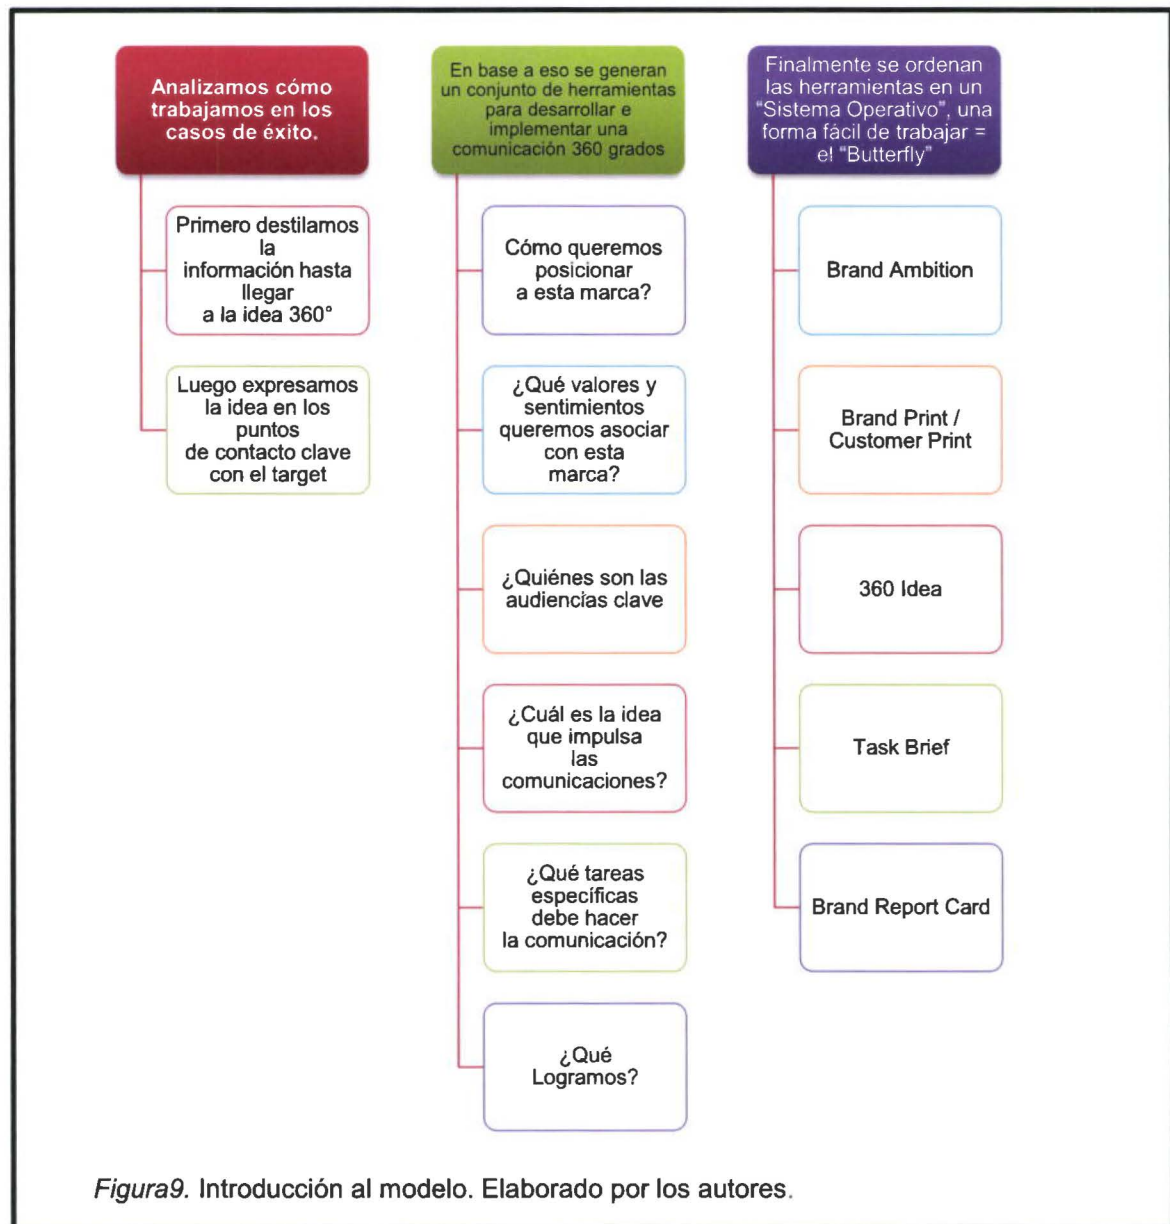 Analizamos cómo
trabajamos en los
casos de éxito.
Primero destilamos
la
información hasta
llegar
a la idea 360°
Luego expresamos
la idea en los
puntos
de contacto clave
con el target
En base a eso se generan
un conjunto de herramientas
para desarrollar e
implementar una
comunicación 360 grados
Cómo queremos
posicionar
a esta marca?
¿Qué valores y
sentimientos
queremos asociar
con esta
marca?
¿Quiénes son las
audiencias clave
¿Cuál es la idea
que impulsa
las
comunicaciones?
¿Qué tareas
específicas
debe hacer
la comunicación?
¿Qué
Logramos?
Finalmente se ordenan
las herramientas en un
“Sistema Operativo”, una
forma fácil de trabajar =
el “Butterfly”
Brand Ambition
Brand Print /
Customer Print
360 Idea
Task Brief
Brand Report Card
Figura9. Introducción al modelo. Elaborado por los autores.